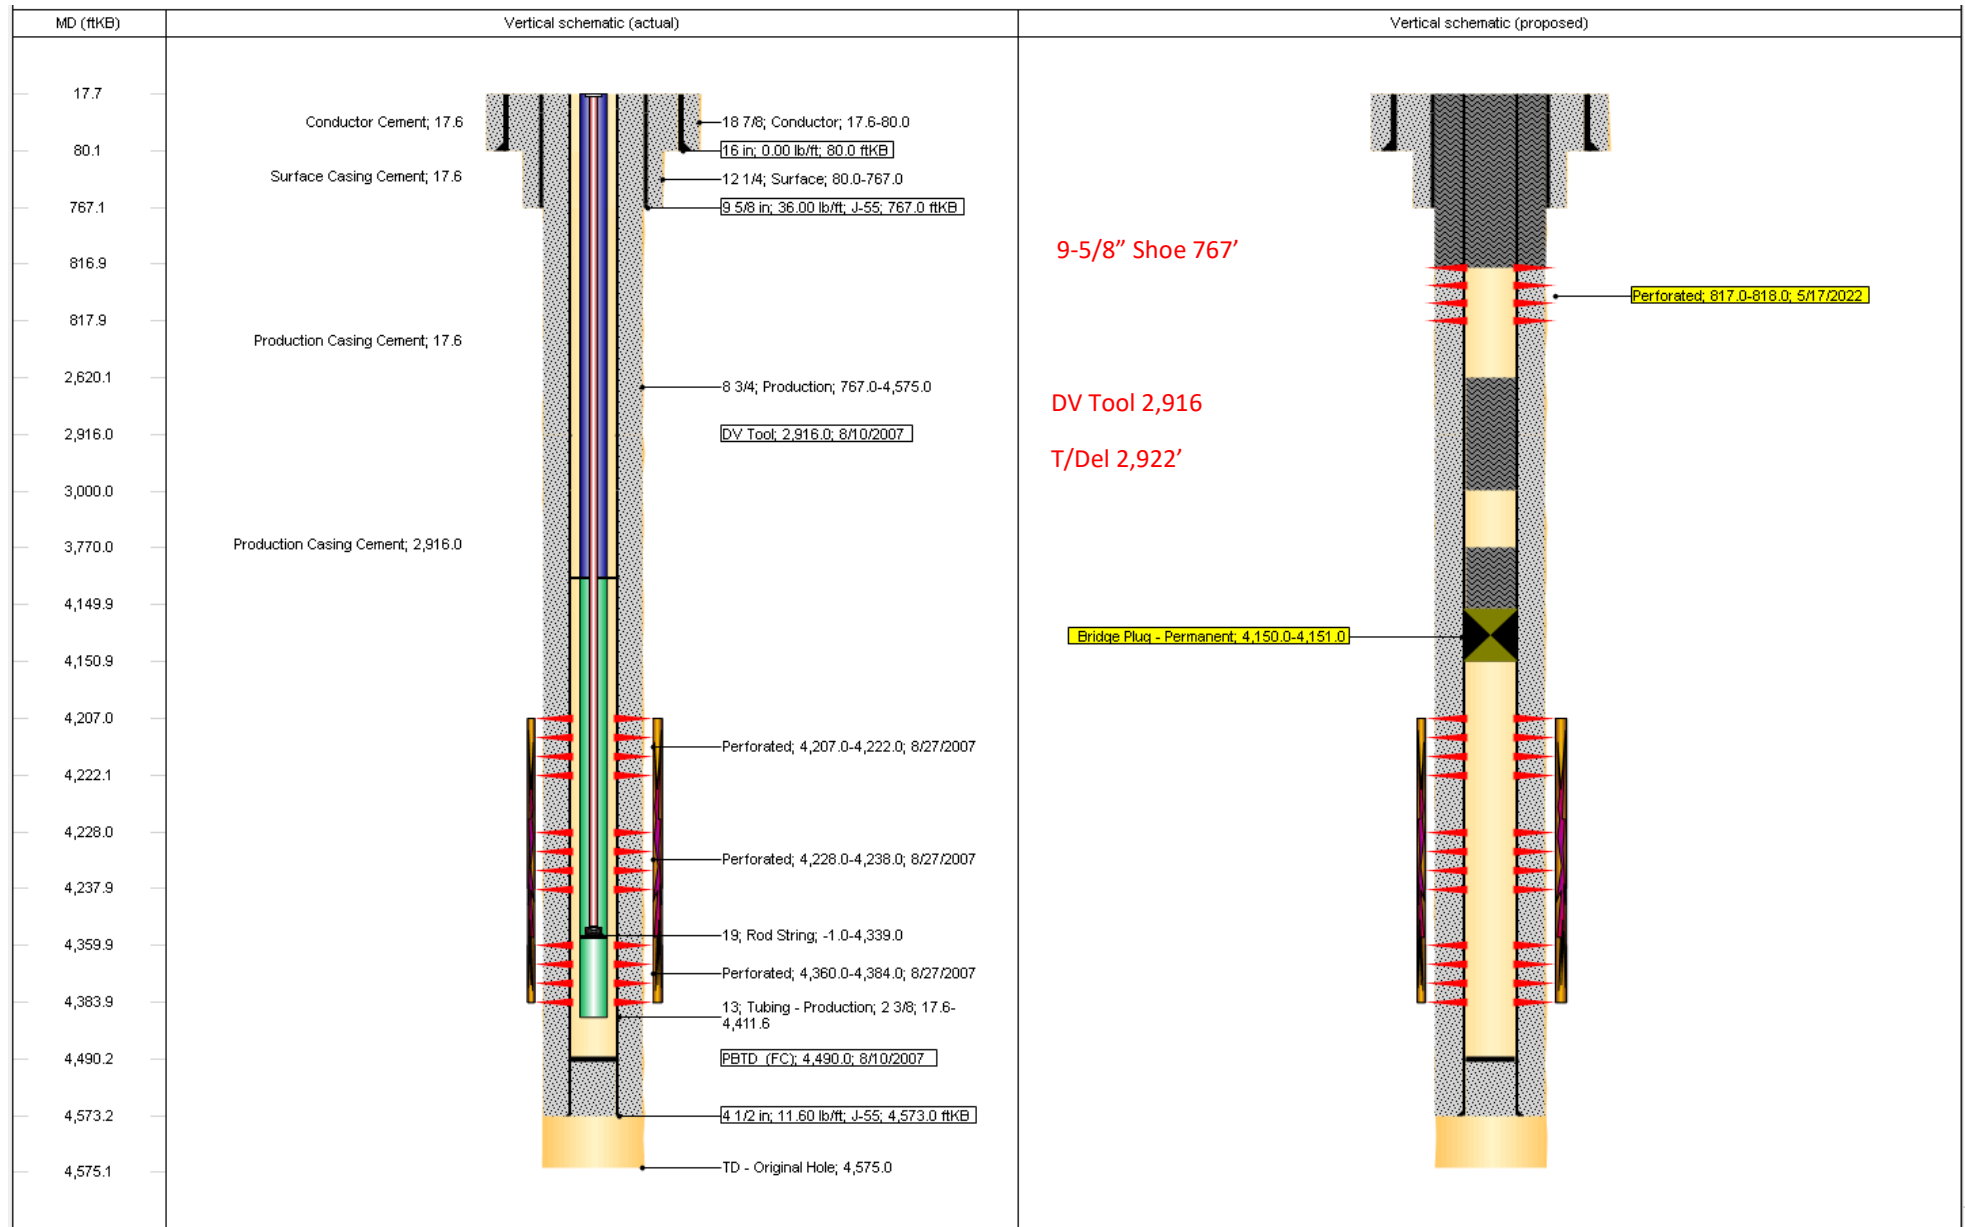 MD (ftKB)
Vertical schematic (actual)
Vertical schematic (proposed)
17.7
Conductor Cement; 17.6
18 7/8; Conductor; 17.6-80.0
80.1
16 in; 0.00 lb/ft; 80.0 ftKB
Surface Casing Cement; 17.6
12 1/4; Surface; 80.0-767.0
767.1
9 5/8 in; 36.00 lb/ft; J-55; 767.0 ftKB
9-5/8” Shoe 767’
816.9
Perforated; 817.0-818.0; 5/17/2022
817.9
Production Casing Cement; 17.6
2,620.1
8 3/4; Production; 767.0-4,575.0
DV Tool 2,916
2,916.0
DV Tool; 2,916.0; 8/10/2007
T/Del 2,922’
3,000.0
3,770.0
Production Casing Cement; 2,916.0
4,149.9
Bridge Plug - Permanent; 4,150.0-4,151.0
4,150.9
4,207.0
Perforated; 4,207.0-4,222.0; 8/27/2007
4,222.1
4,228.0
Perforated; 4,228.0-4,238.0; 8/27/2007
4,237.9
19; Rod String; -1.0-4,339.0
4,359.9
Perforated; 4,360.0-4,384.0; 8/27/2007
4,383.9
13; Tubing - Production; 2 3/8; 17.6-
4,411.6
4,490.2
PBTD (FC); 4,490.0; 8/10/2007
4,573.2
4 1/2 in; 11.60 lb/ft; J-55; 4,573.0 ftKB
4,575.1
TD - Original Hole; 4,575.0